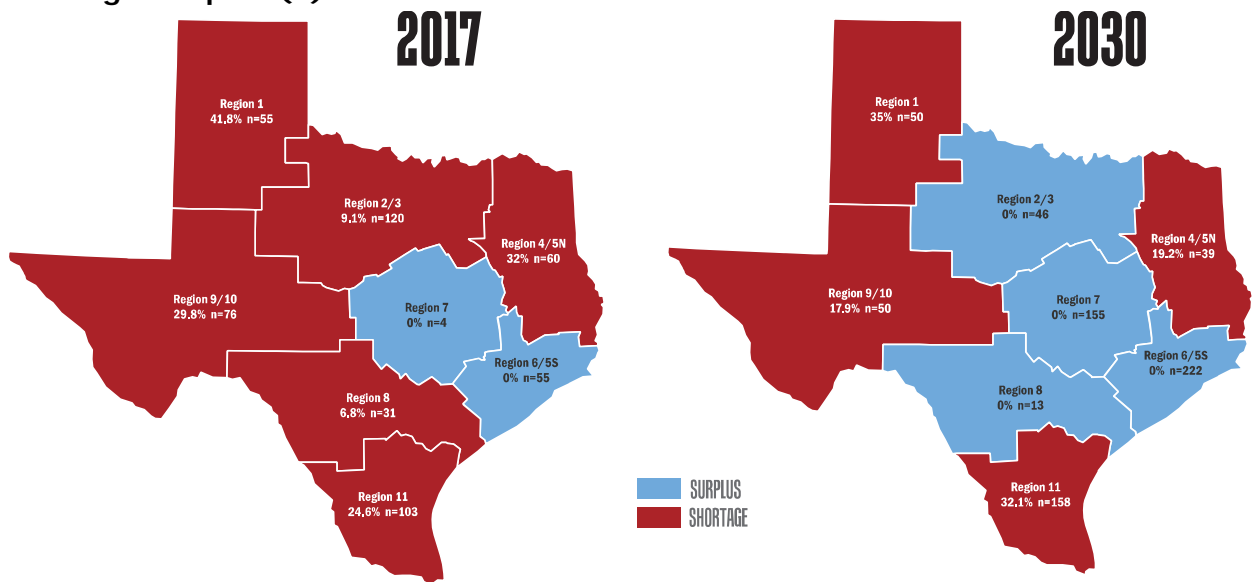 2017
Region 1
41.8% n=55
Region 2/3
9.1% n=120
Region 4/5N
32% n=60
Region 9/10
29.8% n=76
Region 7
0% n=4
Region 6/5S
0% n=55
Region 8
6.8% n=31
Region 11
24.6% n=103
2030
Region 1
35% n=50
Region 2/3
0% n=46
Region 4/5N
19.2% n=39
Region 9/10
17.9% n=50
Region 7
0% n=155
Region 6/5S
0% n=222
Region 8
0% n=13
Region 11
32.1% n=158
SURPLUS
SHORTAGE